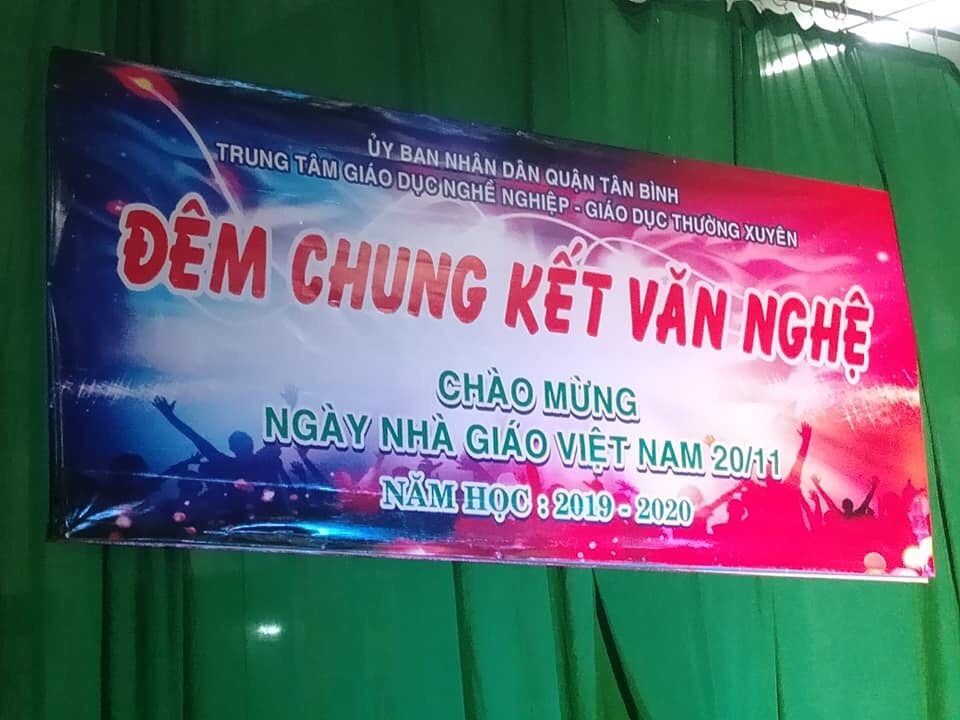 ỦY BAN NHÂN DÂN QUẬN TÂN BÌNH
TRUNG TÂM GIÁO DỤC NGHỀ NGHIỆP - GIÁO DỤC THƯỜNG XUYÊN
ĐÊM CHUNG KẾT VĂN NGHỆ
CHÀO MỪNG
NGÀY NHÀ GIÁO VIỆT NAM 20/11
NĂM HỌC : 2019 - 2020